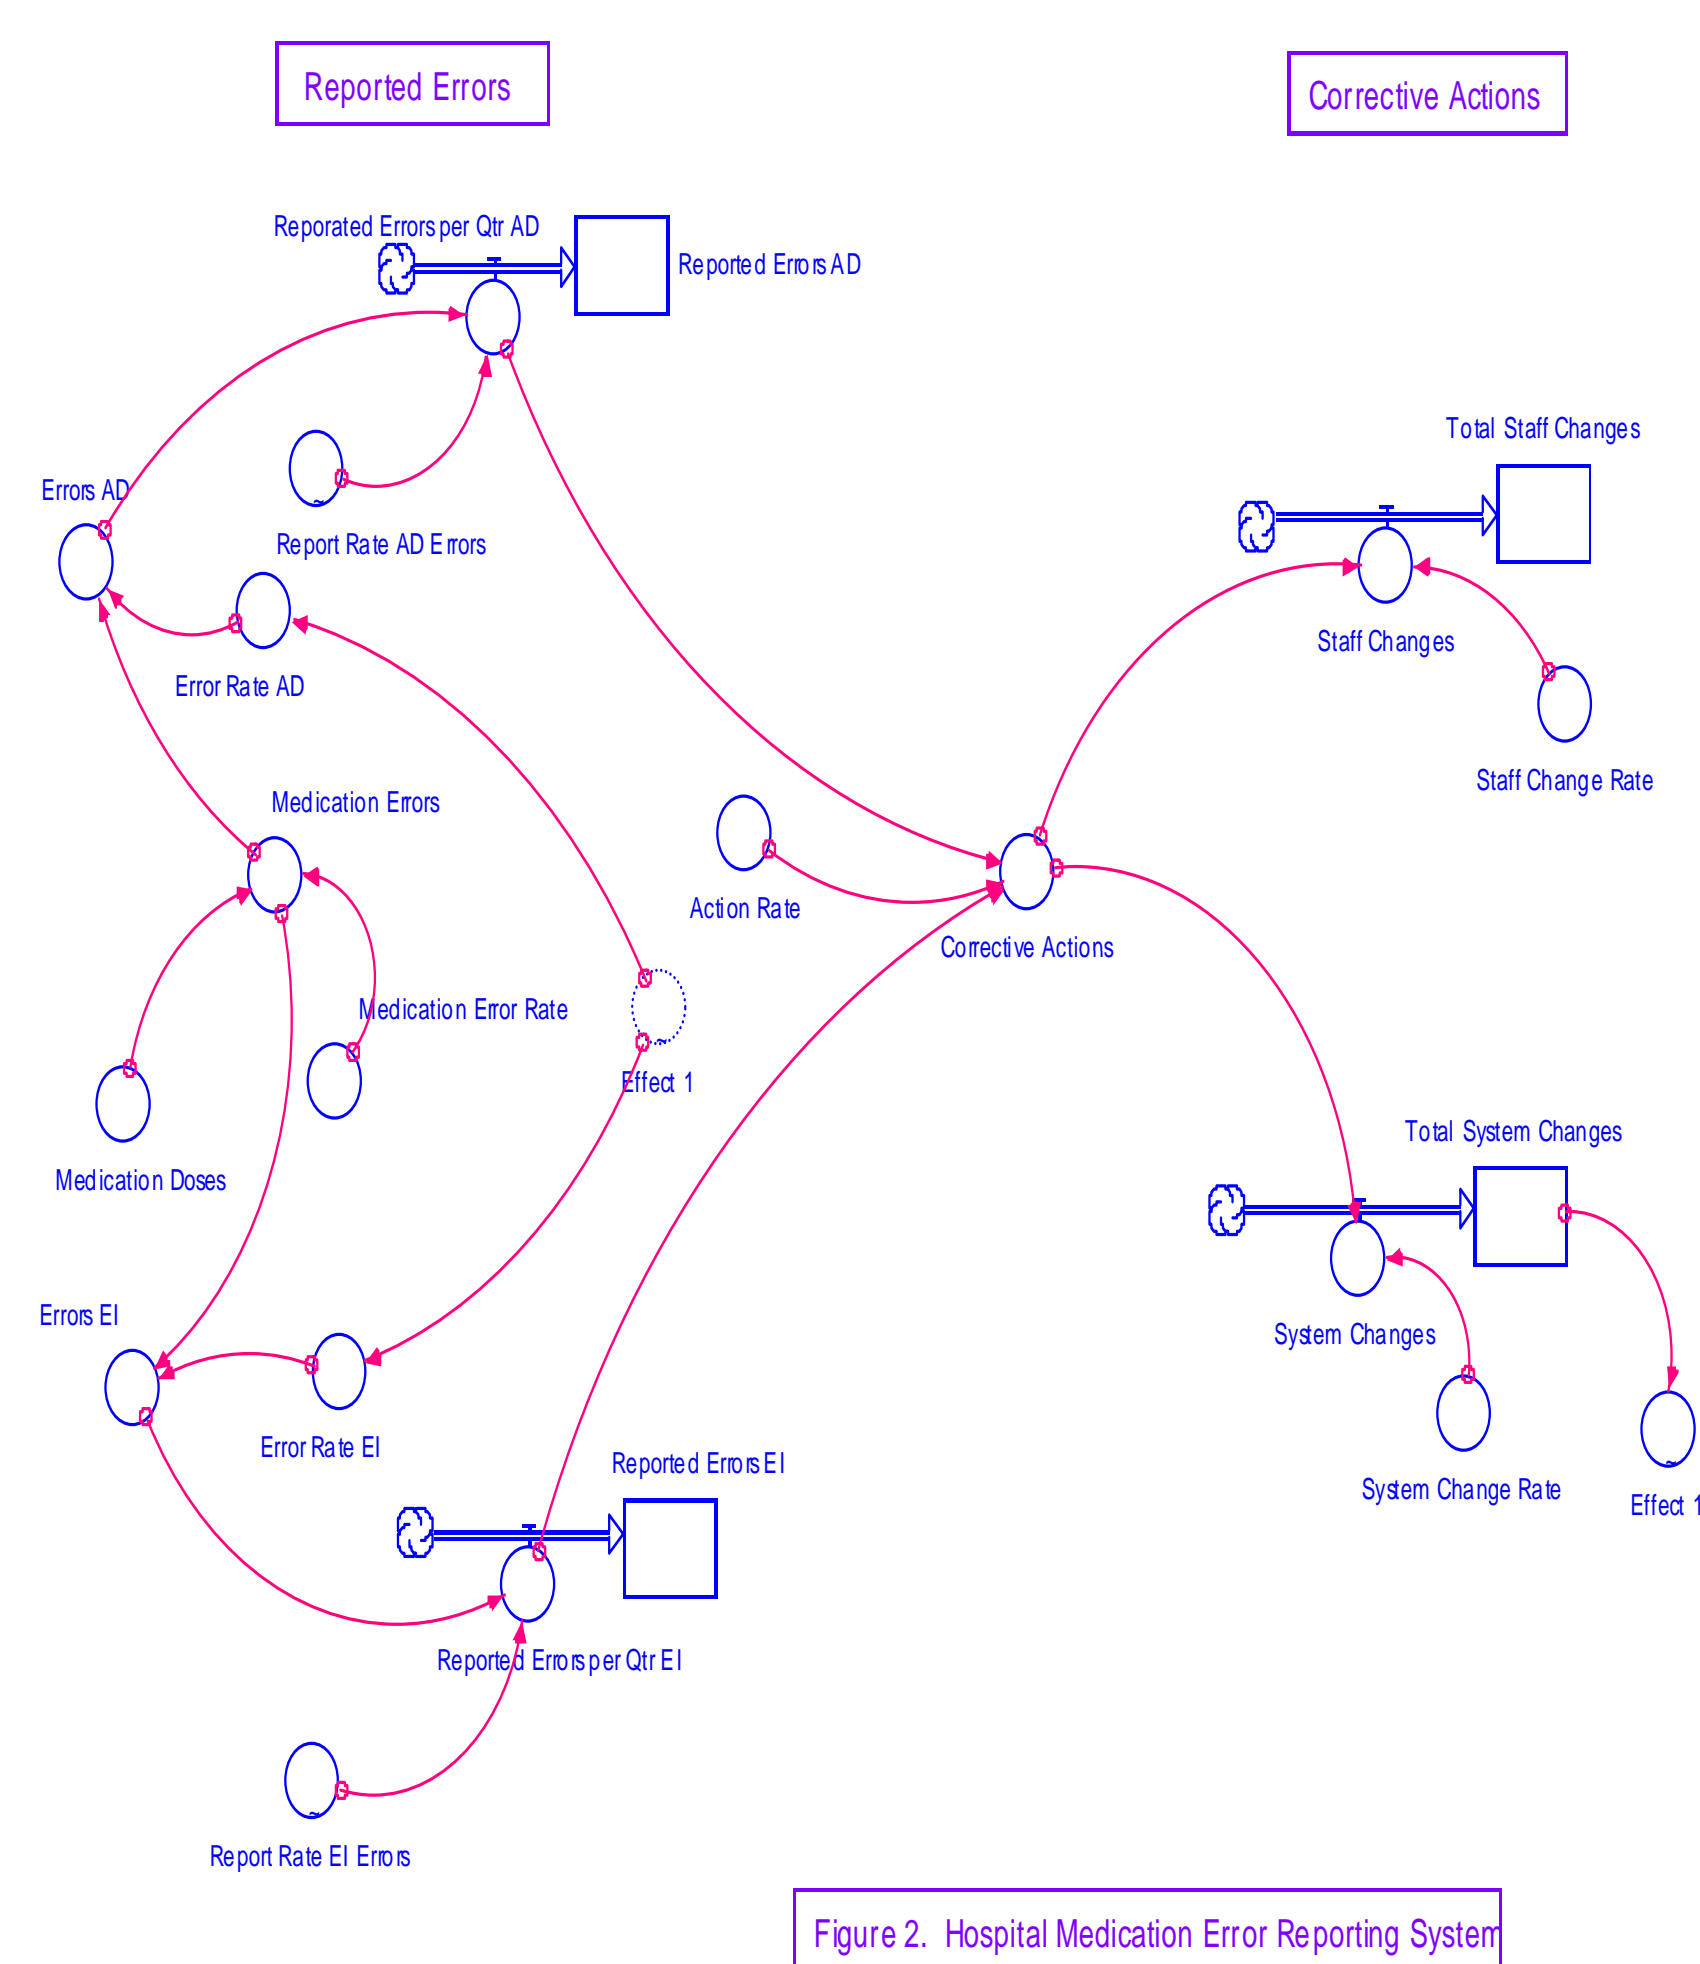 Reported Errors
Corrective Actions
Reporated Errors per Qtr AD
Reported Errors AD
Total Staff Changes
Errors AD
Report Rate AD Errors
Staff Changes
Error Rate AD
Staff Change Rate
Medication Errors
Action Rate
Corrective Actions
Medication Error Rate
Effect 1
Total System Changes
Medication Doses
Errors EI
System Changes
Error Rate EI
Reported Errors EI
System Change Rate
Effect 1
Reported Errors per Qtr EI
Report Rate EI Errors
Figure 2. Hospital Medication Error Reporting System